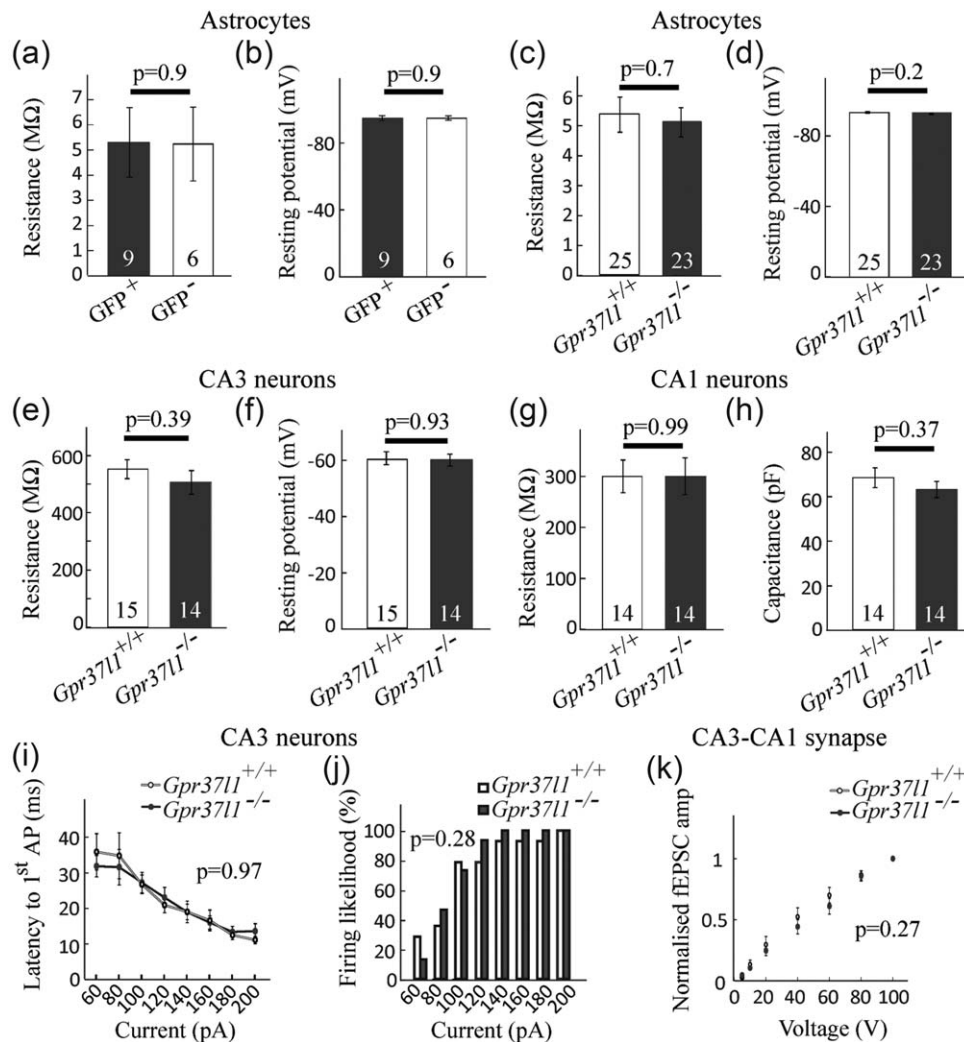 Astrocytes
Astrocytes
(a)
p=0.9
Resistance (MΩ)
7
6
5
4
3
2
1
0
9
6
GFP+
GFP-
(b)
p=0.9
Resting potential (mV)
-80
-40
0
9
6
GFP+
GFP-
(c)
p=0.7
Resistance (MΩ)
6
5
4
3
2
1
0
25
23
Gpr37l1+/+
Gpr37l1-/-
(d)
p=0.2
Resting potential (mV)
-80
-40
0
25
23
Gpr37l1+/+
Gpr37l1-/-
CA3 neurons
CA1 neurons
(e)
p=0.39
Resistance (MΩ)
600
400
200
0
15
14
Gpr37l1+/+
Gpr37l1-/-
(f)
p=0.93
Resting potential (mV)
-60
-40
-20
0
15
14
Gpr37l1+/+
Gpr37l1-/-
(g)
p=0.99
Resistance (MΩ)
300
200
100
0
14
14
Gpr37l1+/+
Gpr37l1-/-
(h)
p=0.37
Capacitance (pF)
80
60
40
20
0
14
14
Gpr37l1+/+
Gpr37l1-/-
CA3 neurons
CA3-CA1 synapse
(i)
Gpr37l1+/+
Gpr37l1-/-
p=0.97
Latency to 1st AP (ms)
40
30
20
10
0
60
80
100
120
140
160
180
200
Current (pA)
(j)
Gpr37l1+/+
Gpr37l1-/-
p=0.28
Firing likelihood (%)
100
80
60
40
20
0
60
80
100
120
140
160
180
200
Current (pA)
(k)
Gpr37l1+/+
Gpr37l1-/-
p=0.27
Normalised fEPSC amp
1
0.5
0
0
20
40
60
80
100
Voltage (V)